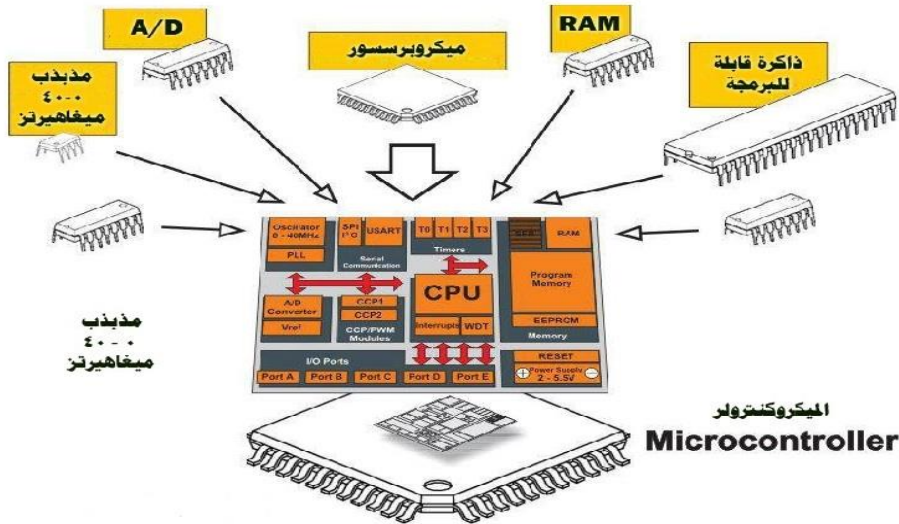 A/D
RAM
ميكروبرسسور
ذاكرة قابلة
للبرمجة
مذبذب
٤٠-٠
ميغاهيرتز
Oscillator
0 - 40MHz
PLL
SPI
I²C
USART
Serial
Communication
T0 T1 T2 T3
Timers
RAM
Program
Memory
EEPROM
Memory
A/D
Converter
Vref
CCP1
CCP2
CCP/PWM
Modules
CPU
Interrupts
WDT
I/O Ports
Port A
Port B
Port C
Port D
Port E
RESET
Power Supply
2 - 5.5V
مذبذب
٤٠ - ٠
ميغاهيرتز
الميكروكنترولر
Microcontroller